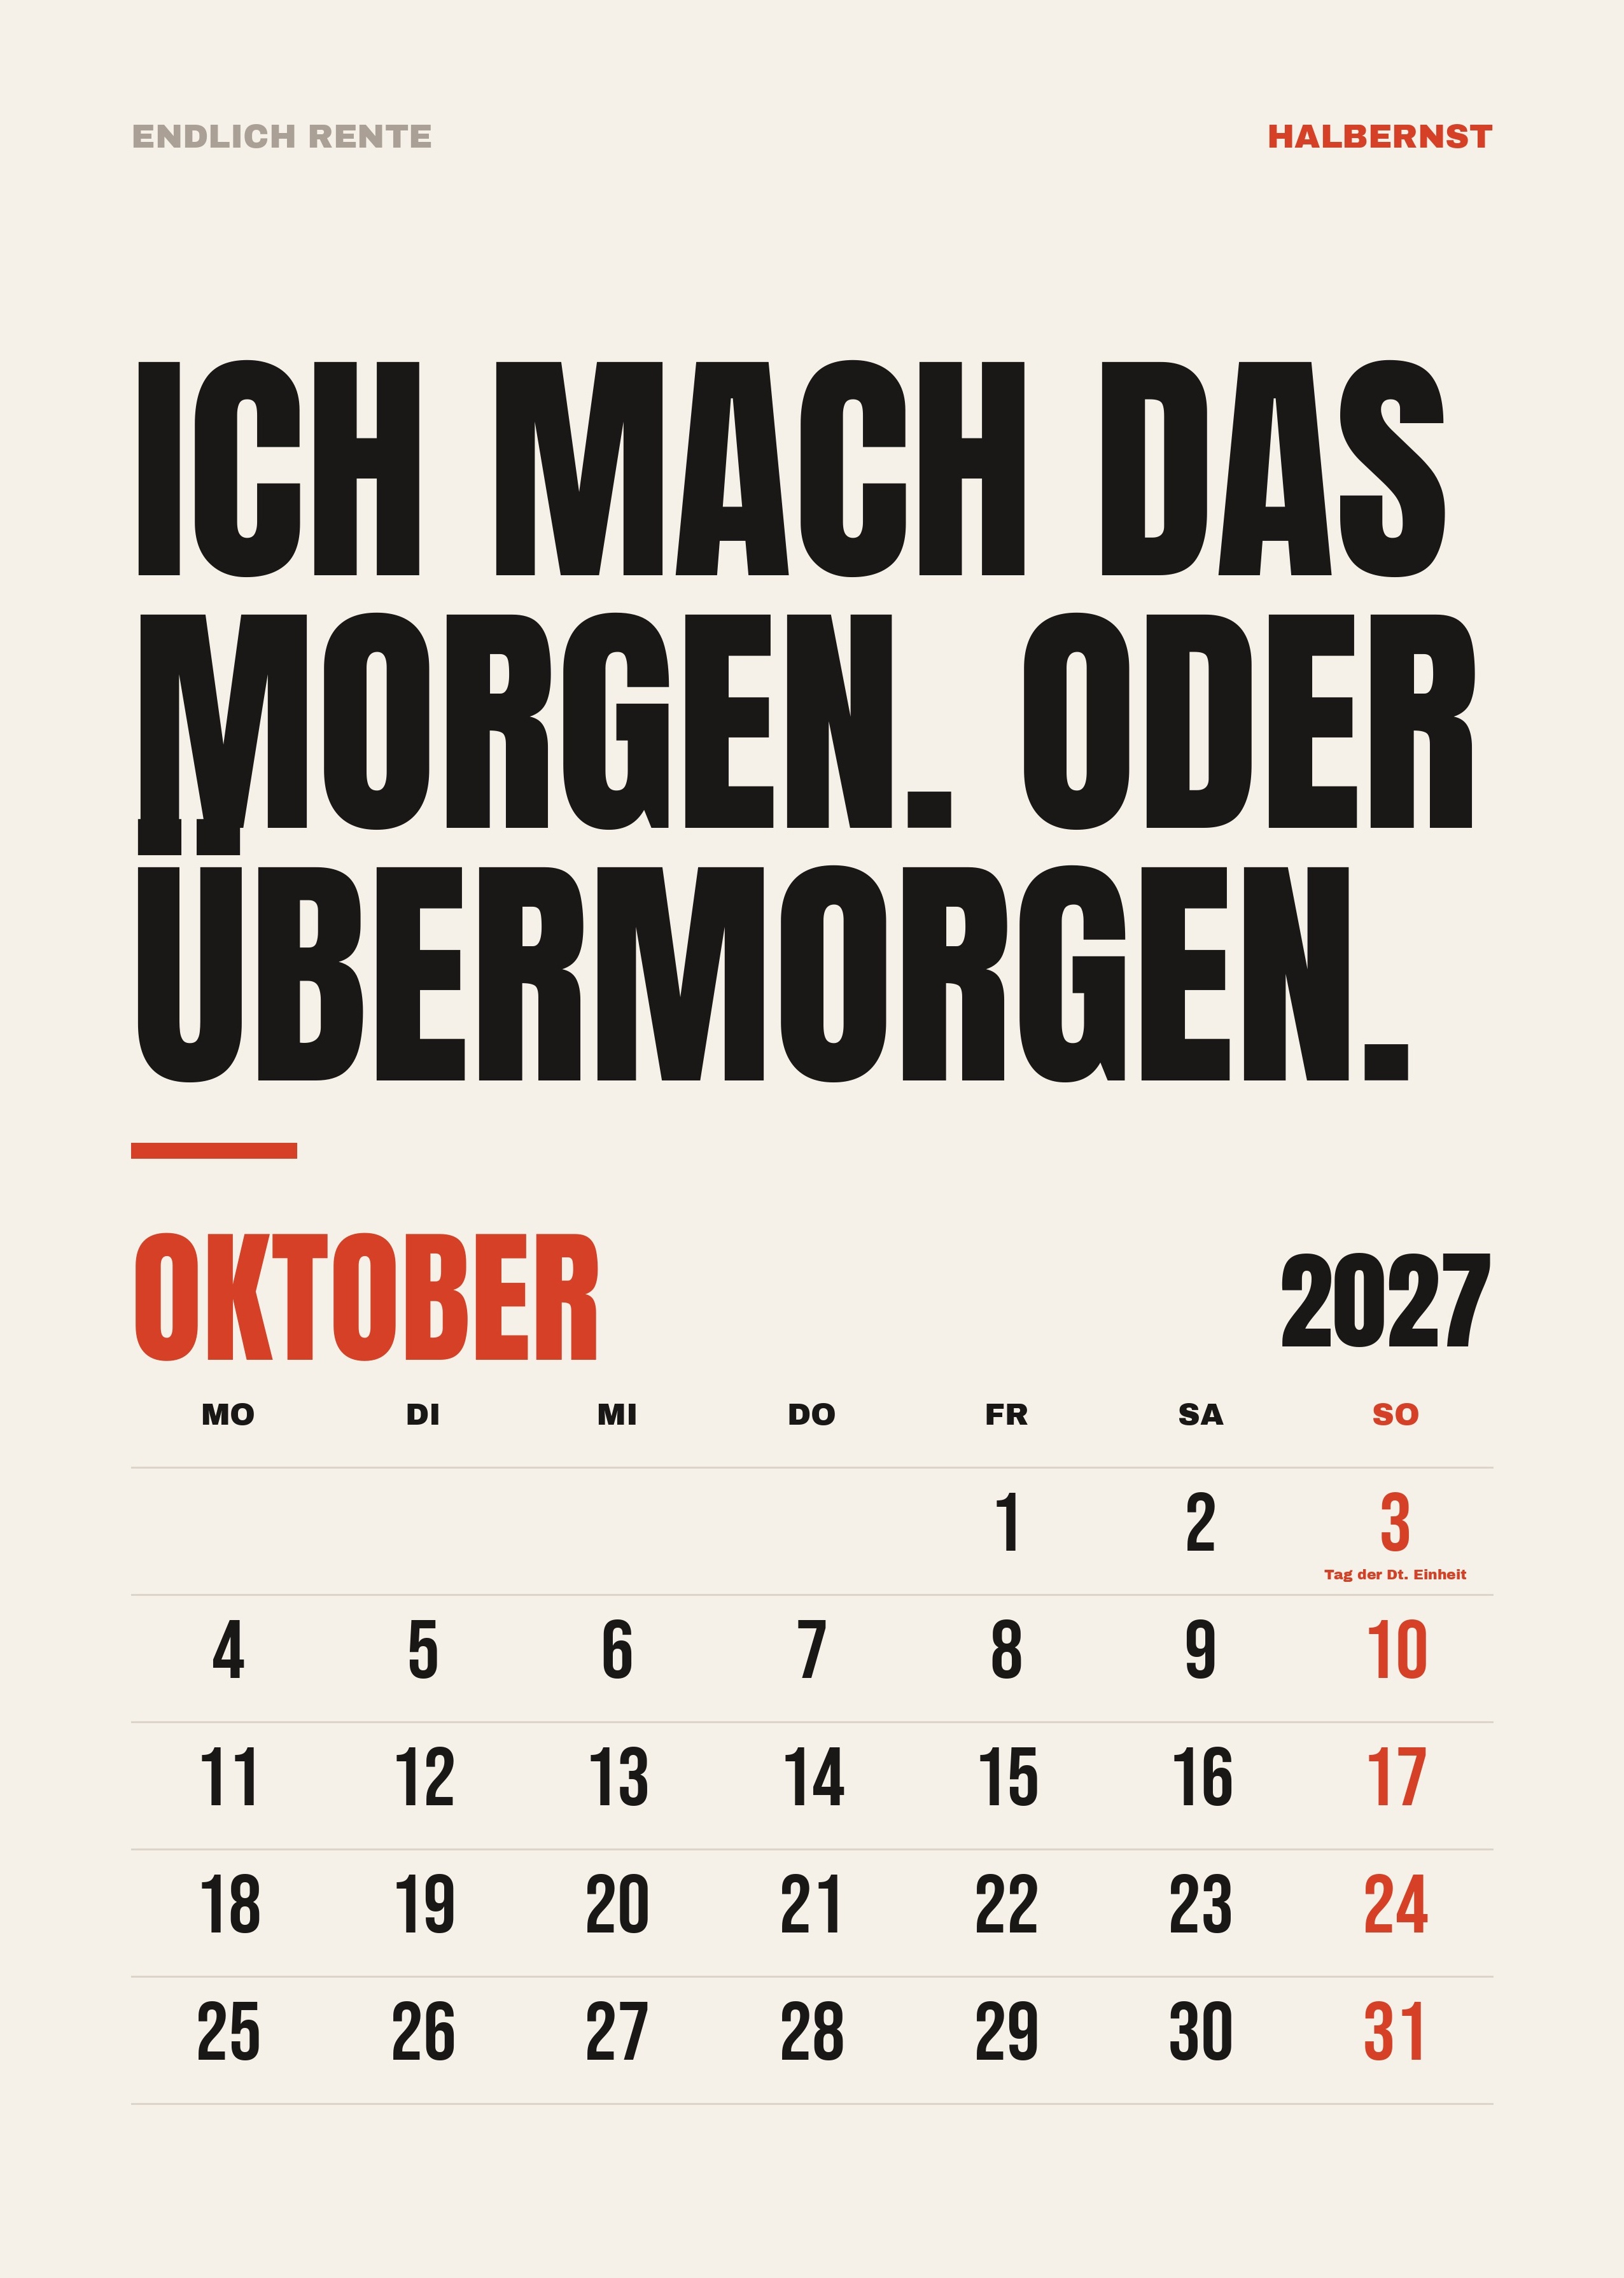 ENDLICH RENTE HALBERNST
ICH MACH DAS
MORGEN. ODER
ÜBERMORGEN.
OKTOBER 2027
MO DI MI DO FR SA SO
1 2 3
Tag der Dt. Einheit
4 5 6 7 8 9 10
11 12 13 14 15 16 17
18 19 20 21 22 23 24
25 26 27 28 29 30 31